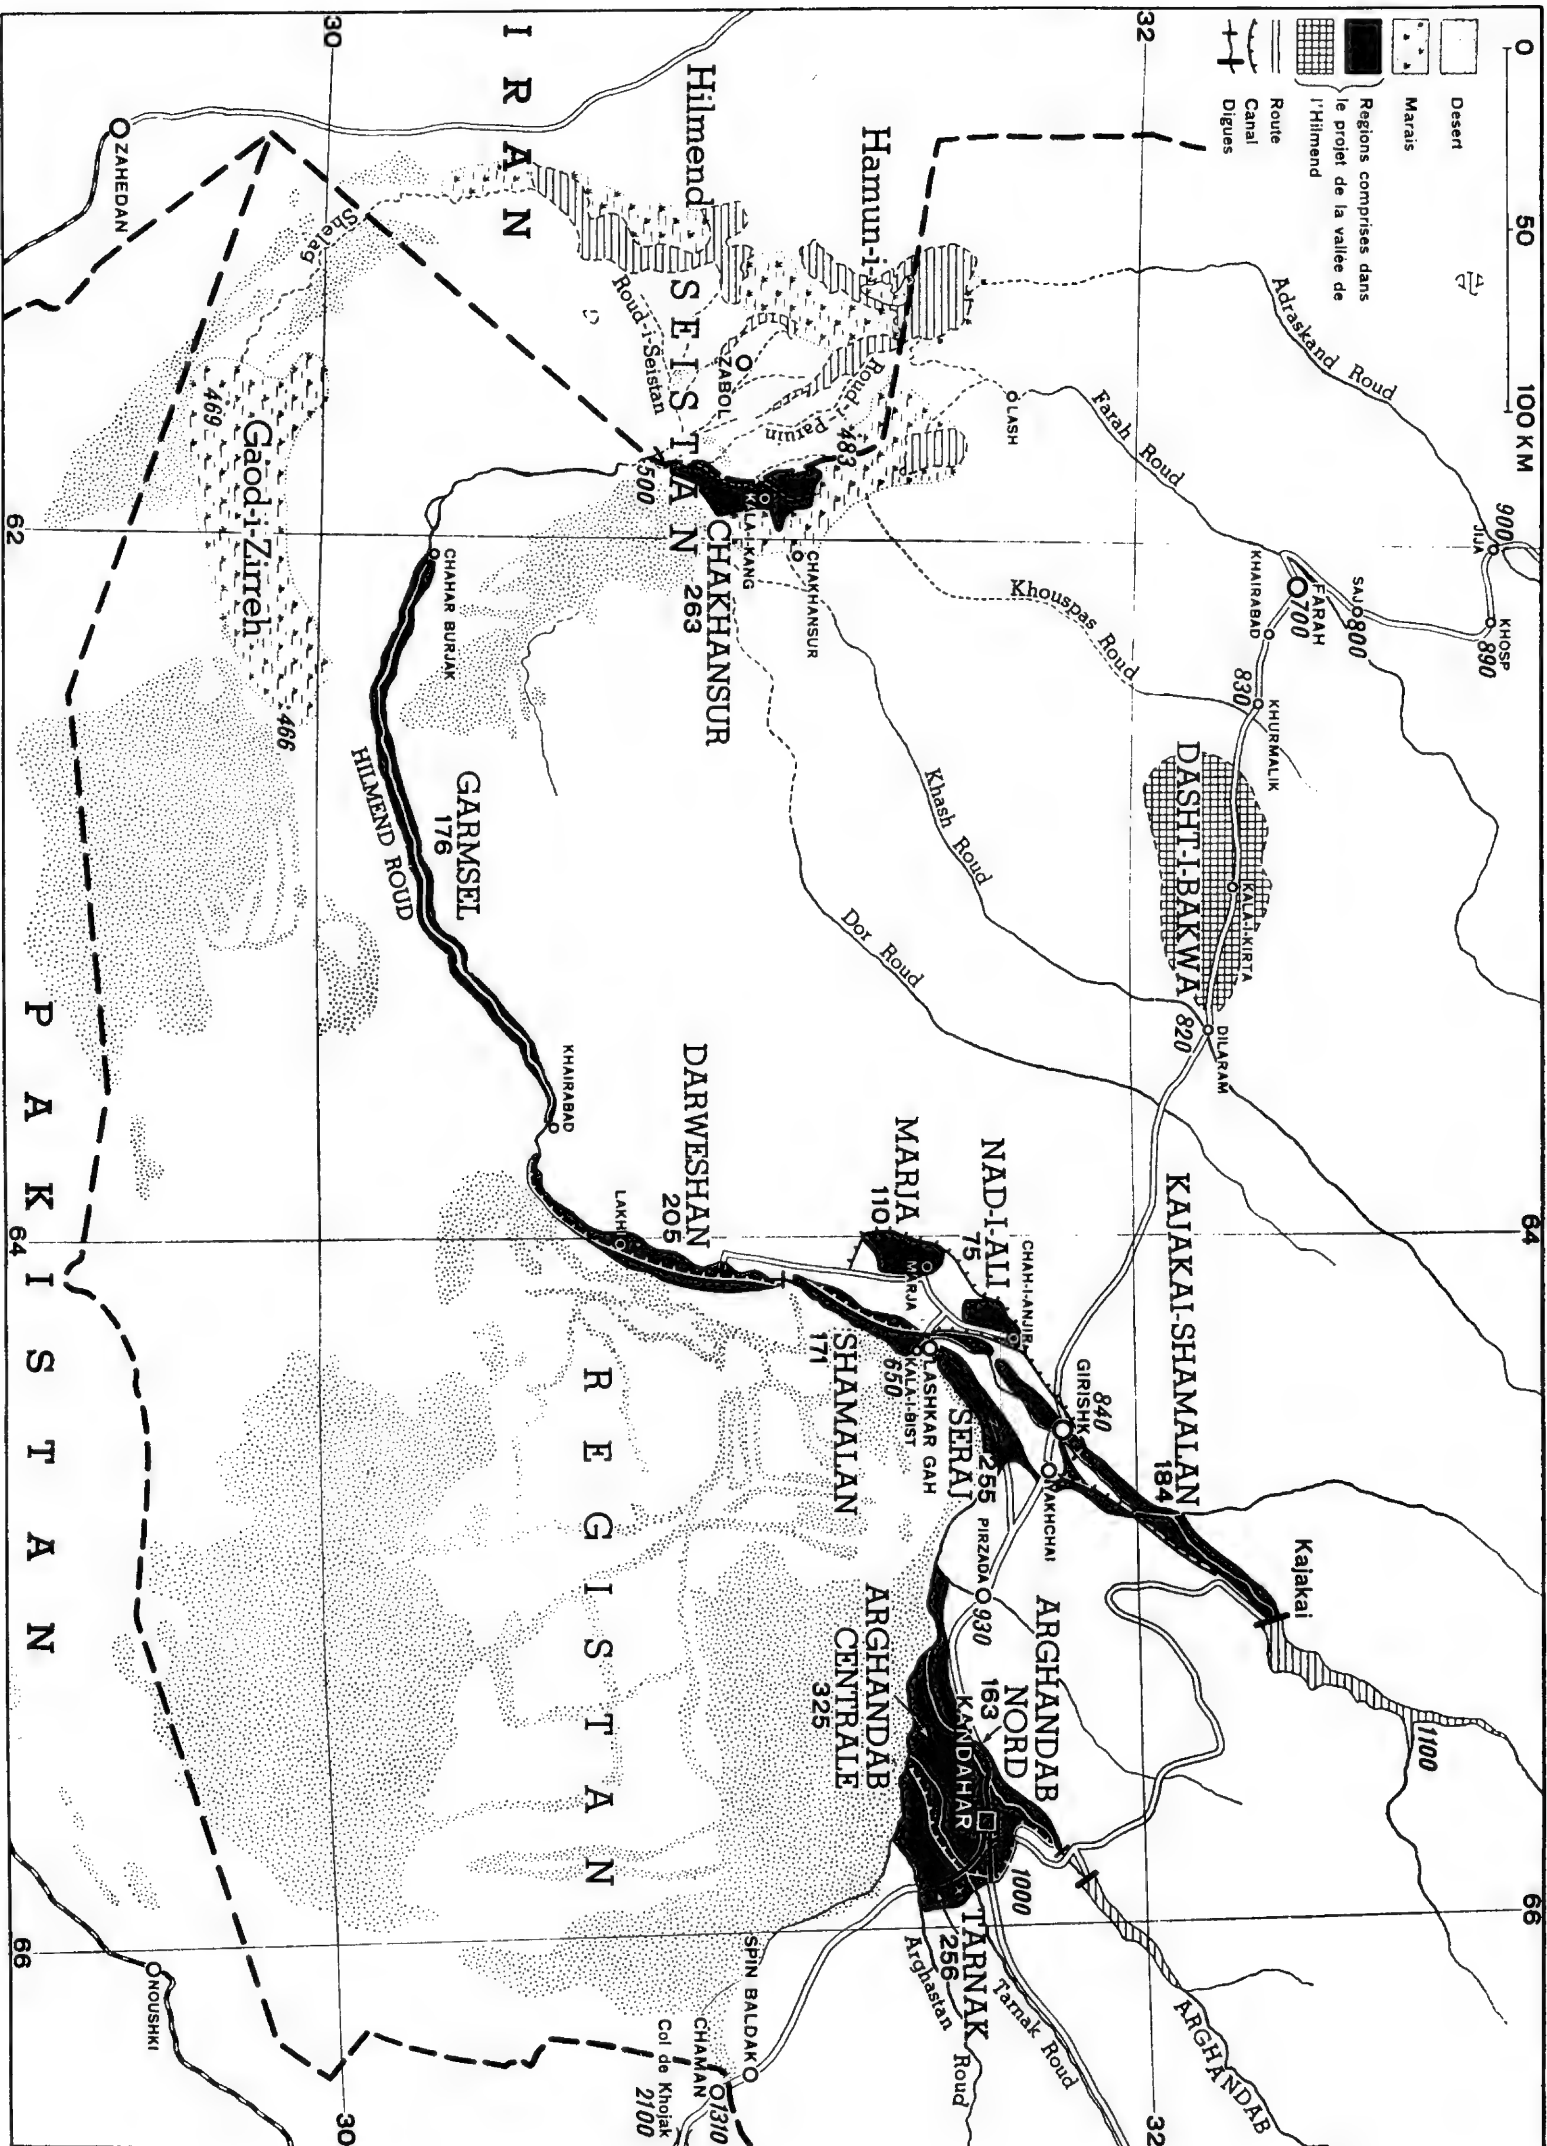 0 50 100 KM
Desert
Marais
Regions comprises dans
le projet de la vallée de
l'Hilmend
Route
Canal
Digues
62
64
66
66
64
62
32
32
30
30
Adraskand Roud
Farah Roud
Khouspas Roud
Khash Roud
Dor Roud
900
JIJA
KHOSP
890
SAJ
800
FARAH
700
KHAIRABAD
830
KHURMALIK
DASHT-I-BAKWA
KALA-I-KIRTA
820
DILARAM
LASH
Hamun-i-
Hilmend
SEISTAN
Roud-i-
Paruin
483
ZABOL
Roud-i-Seistan
500
KALA-I-KANG
CHAKHANSUR
CHAKHANSUR
263
IRAN
Shelag
ZAHEDAN
469
Gaod-i-Zirreh
466
CHAHAR BURJAK
GARMSEL
176
HILMEND ROUD
KHAIRABAD
LAKHI
DARWESHAN
205
MARJA
110
MARJA
NAD-I-ALI
75
CHAH-I-ANJIR
KAJAKAI-SHAMALAN
184
840
GIRISHK
YAKHCHAI
Kajakai
1100
SHAMALAN
171
LASHKAR GAH
KALA-I-BIST
650
SERAJ
255
PIRZADA
930
ARGHANDAB
NORD
163
KANDAHAR
1000
ARGHANDAB
CENTRALE
325
TARNAK
256
Tarnak Roud
Arghastan Roud
ARGHANDAB
REGISTAN
SPIN BALDAK
CHAMAN
1310
Col de Khojak
2100
NOUSHKI
PAKISTAN